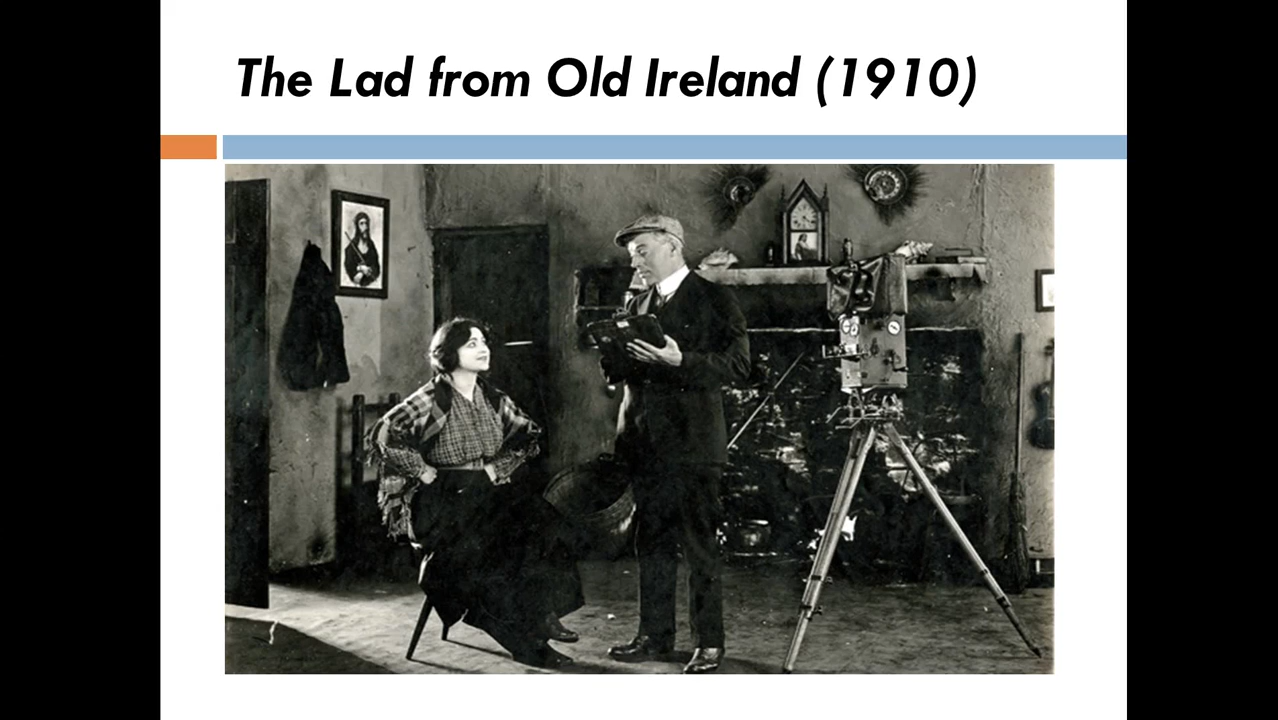 The Lad from Old Ireland (1910)